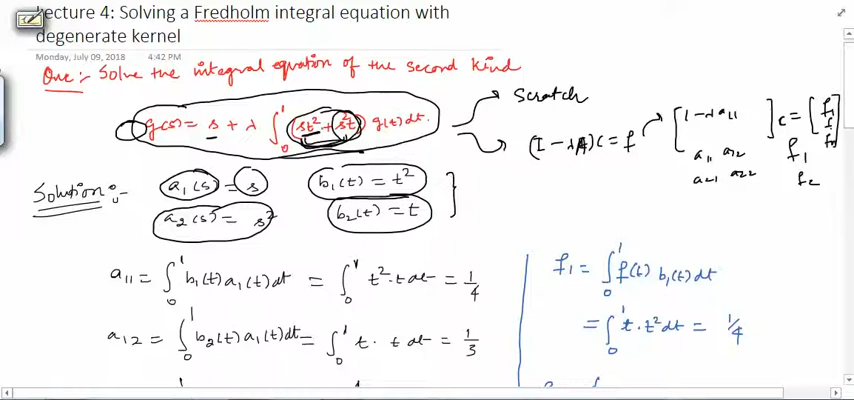 Lecture 4: Solving a Fredholm integral equation with
degenerate kernel
Monday, July 09, 2018 4:42 PM
Que:- Solve the integral equation of the second kind
g(s) = s + λ ∫₀¹ (st² + s²t) g(t) dt.
Scratch
(I - λA)c = f
[1-λa11 ] c = [f1
a11 a12
a21 a22
f1
f2
Solution:-
a1(s) = s b1(t) = t²
a2(s) = s² b2(t) = t
a11 = ∫₀¹ b1(t) a1(t) dt = ∫₀¹ t². t dt = 1/4
a12 = ∫₀¹ b2(t) a1(t) dt = ∫₀¹ t. t dt = 1/3
f1 = ∫₀¹ f(t) b1(t) dt
= ∫₀¹ t. t² dt = 1/4